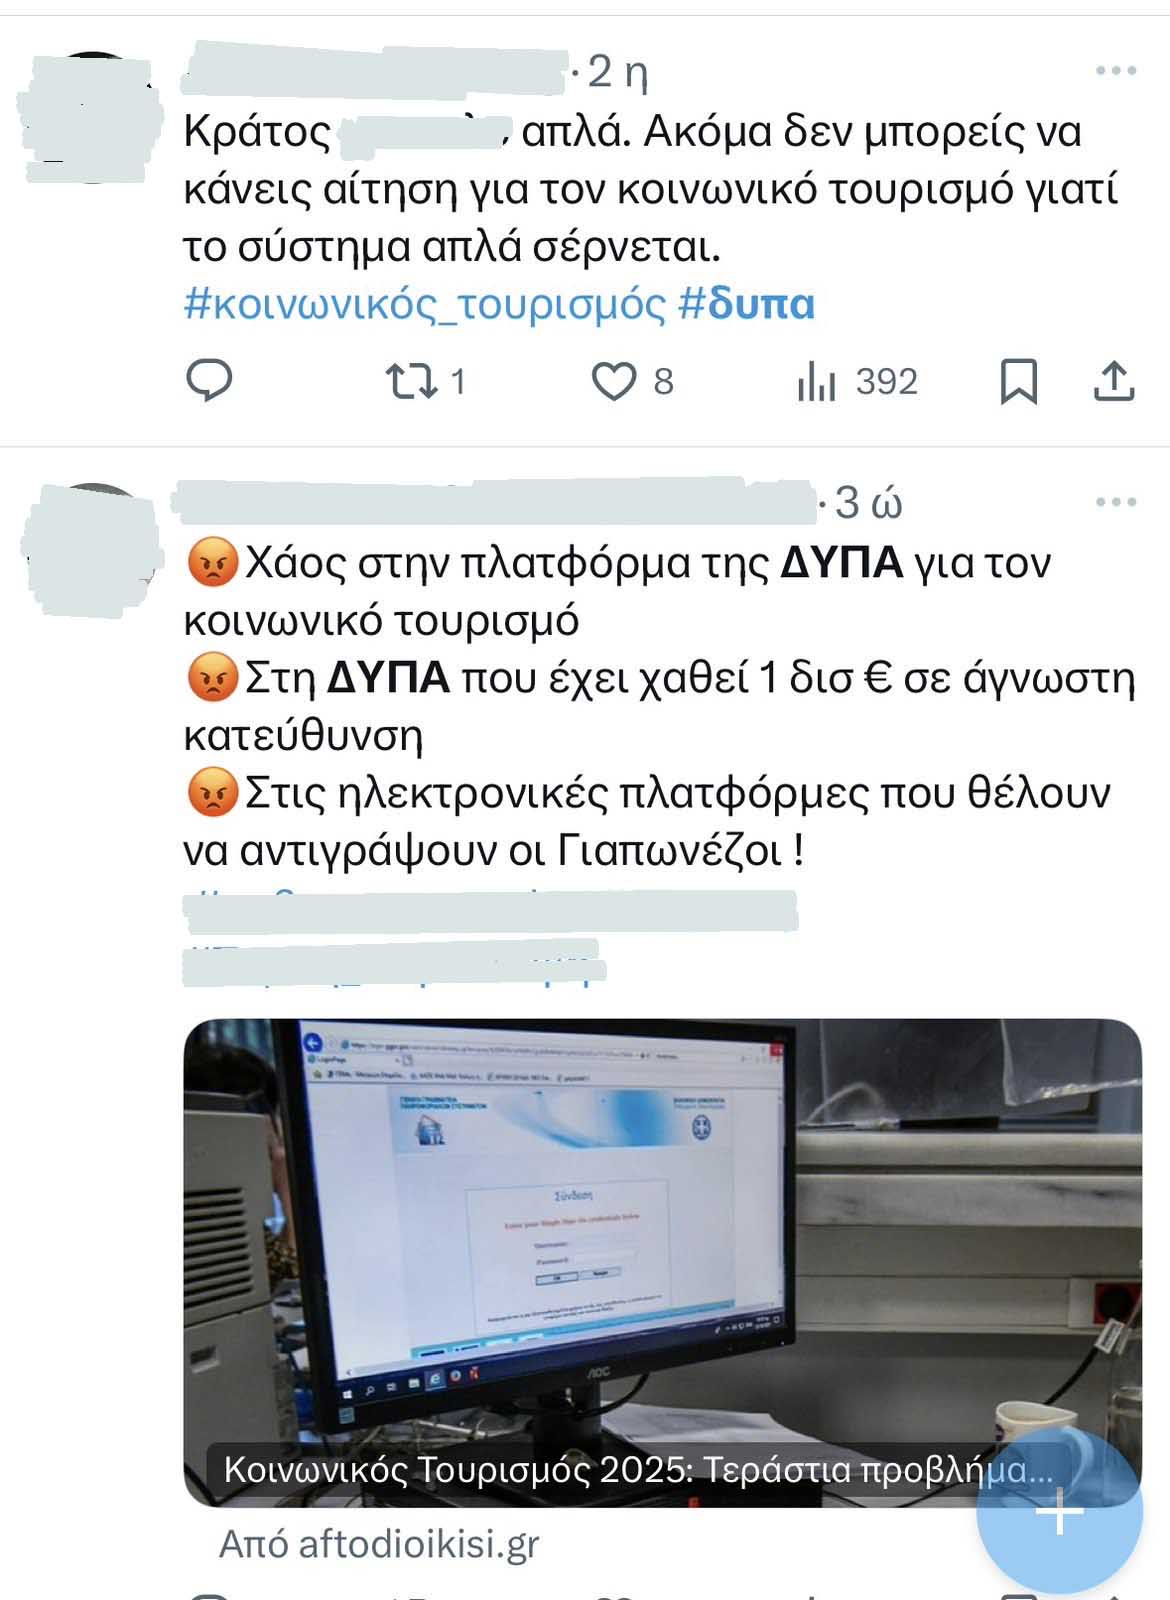 · 2 η
Κράτος απλά. Ακόμα δεν μπορείς να
κάνεις αίτηση για τον κοινωνικό τουρισμό γιατί
το σύστημα απλά σέρνεται.
#κοινωνικός_τουρισμός #δυπα
1 8 392
· 3 ώ
😡Χάος στην πλατφόρμα της ΔΥΠΑ για τον
κοινωνικό τουρισμό
😡Στη ΔΥΠΑ που έχει χαθεί 1 δισ € σε άγνωστη
κατεύθυνση
😡Στις ηλεκτρονικές πλατφόρμες που θέλουν
να αντιγράψουν οι Γιαπωνέζοι !
Σύνδεση
AOC
Κοινωνικός Τουρισμός 2025: Τεράστια προβλήμα...
Από aftodioikisi.gr